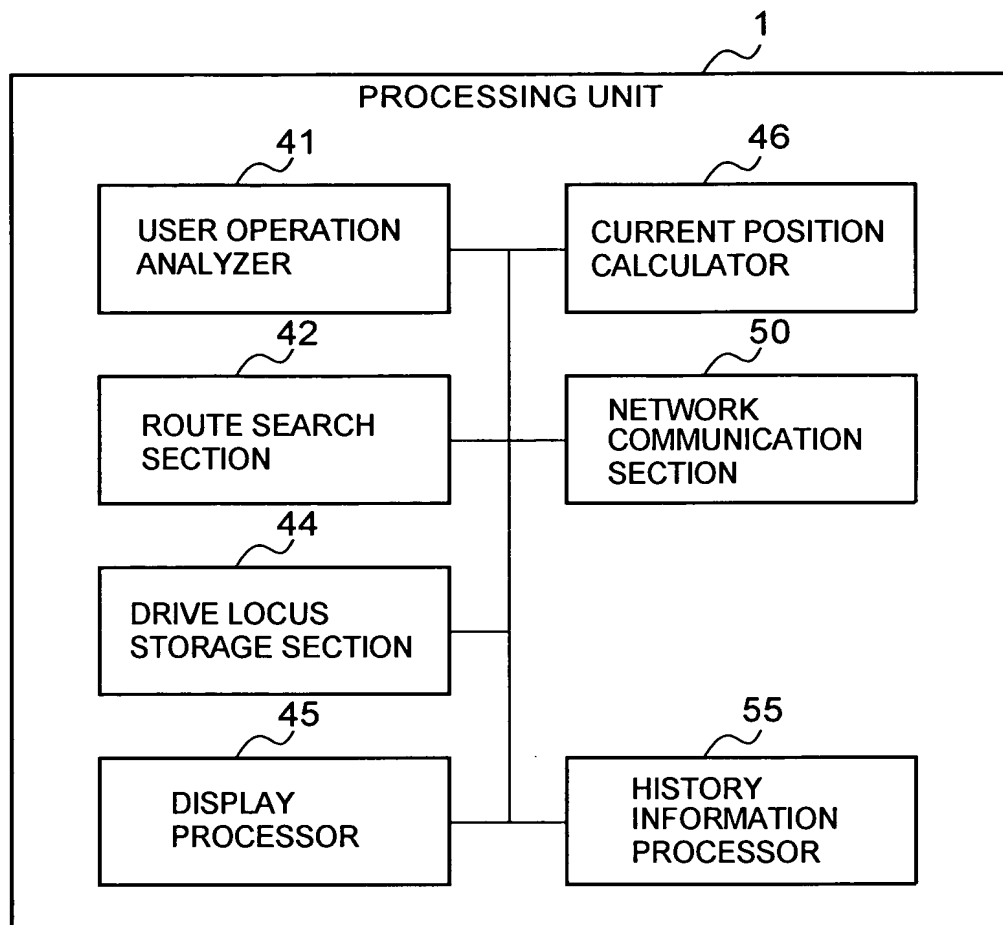 1
PROCESSING UNIT
41
USER OPERATION
ANALYZER
46
CURRENT POSITION
CALCULATOR
42
ROUTE SEARCH
SECTION
50
NETWORK
COMMUNICATION
SECTION
44
DRIVE LOCUS
STORAGE SECTION
45
DISPLAY
PROCESSOR
55
HISTORY
INFORMATION
PROCESSOR